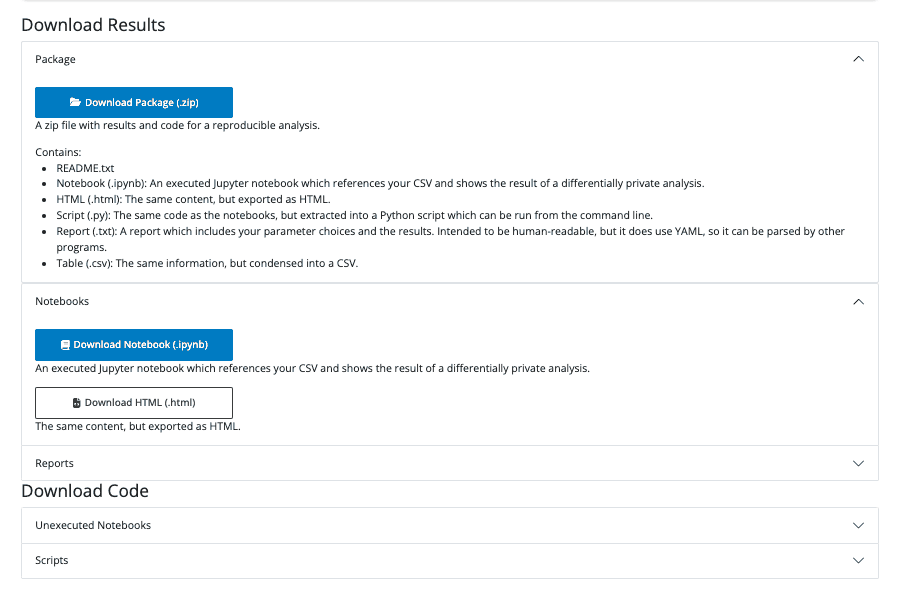 Download Results
Package
Download Package (.zip)
A zip file with results and code for a reproducible analysis.
Contains:
README.txt
Notebook (.ipynb): An executed Jupyter notebook which references your CSV and shows the result of a differentially private analysis.
HTML (.html): The same content, but exported as HTML.
Script (.py): The same code as the notebooks, but extracted into a Python script which can be run from the command line.
Report (.txt): A report which includes your parameter choices and the results. Intended to be human-readable, but it does use YAML, so it can be parsed by other
programs.
Table (.csv): The same information, but condensed into a CSV.
Notebooks
Download Notebook (.ipynb)
An executed Jupyter notebook which references your CSV and shows the result of a differentially private analysis.
Download HTML (.html)
The same content, but exported as HTML.
Reports
Download Code
Unexecuted Notebooks
Scripts